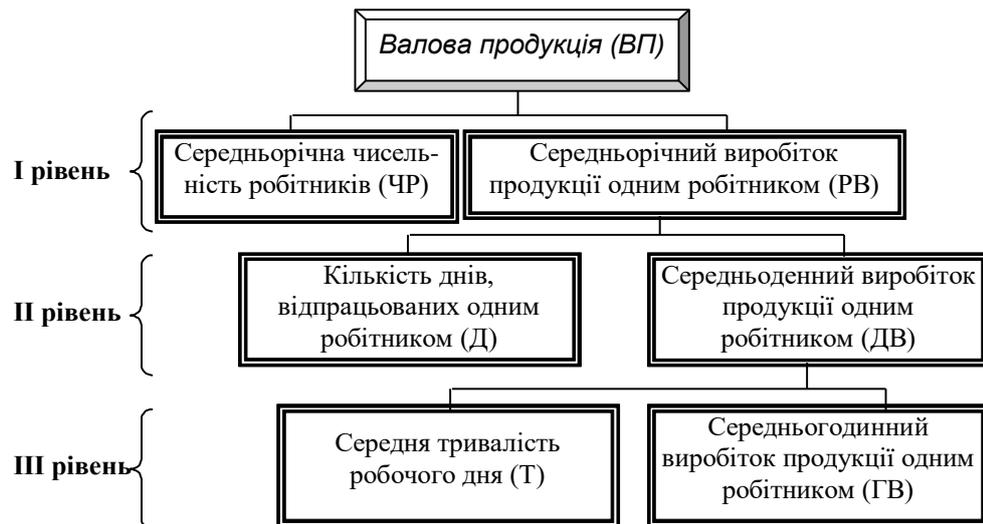 Валова продукція (ВП)
І рівень
Середньорічна чисель-
ність робітників (ЧР)
Середньорічний виробіток
продукції одним робітником (РВ)
ІІ рівень
Кількість днів,
відпрацьованих одним
робітником (Д)
Середньоденний виробіток
продукції одним
робітником (ДВ)
ІІІ рівень
Середня тривалість
робочого дня (Т)
Середньогодинний
виробіток продукції одним
робітником (ГВ)